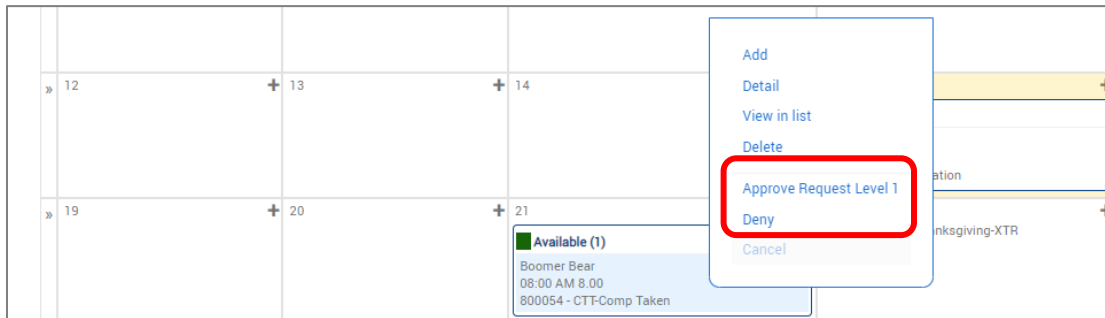 Add
Detail
View in list
Delete
Approve Request Level 1
Deny
Cancel
» 12 + 13 + 14 +
ation
» 19 + 20 + 21 +
nksgiving-XTR
Available (1)
Boomer Bear
08:00 AM 8.00
800054 - CTT-Comp Taken